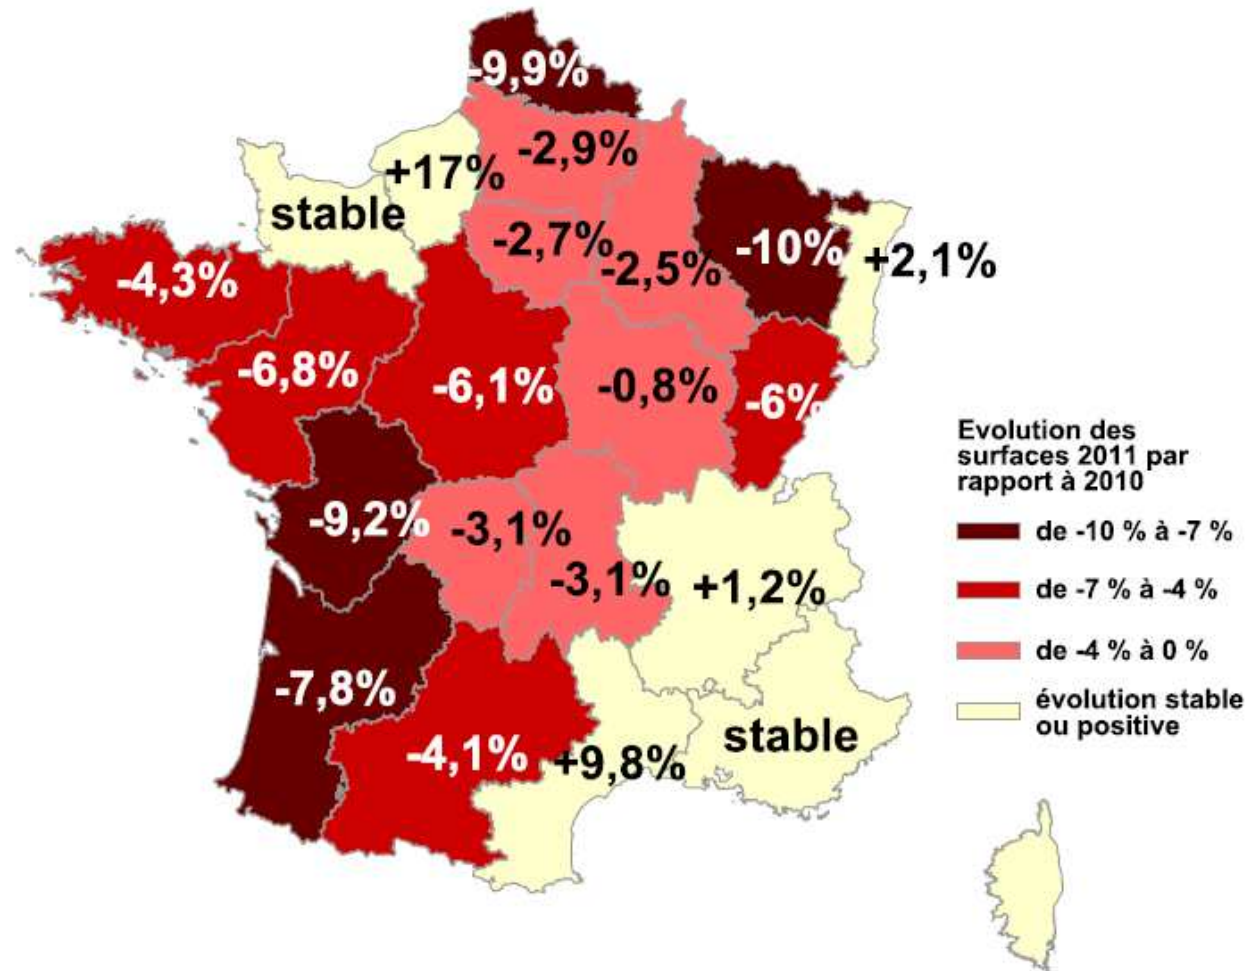 -9,9%
-2,9%
+17%
stable
-2,7%
-2,5%
-10%
+2,1%
-4,3%
-6,8%
-6,1%
-0,8%
-6%
-9,2%
-3,1%
-3,1%
+1,2%
-7,8%
-4,1%
+9,8%
stable
Evolution des
surfaces 2011 par
rapport à 2010
de -10 % à -7 %
de -7 % à -4 %
de -4 % à 0 %
évolution stable
ou positive